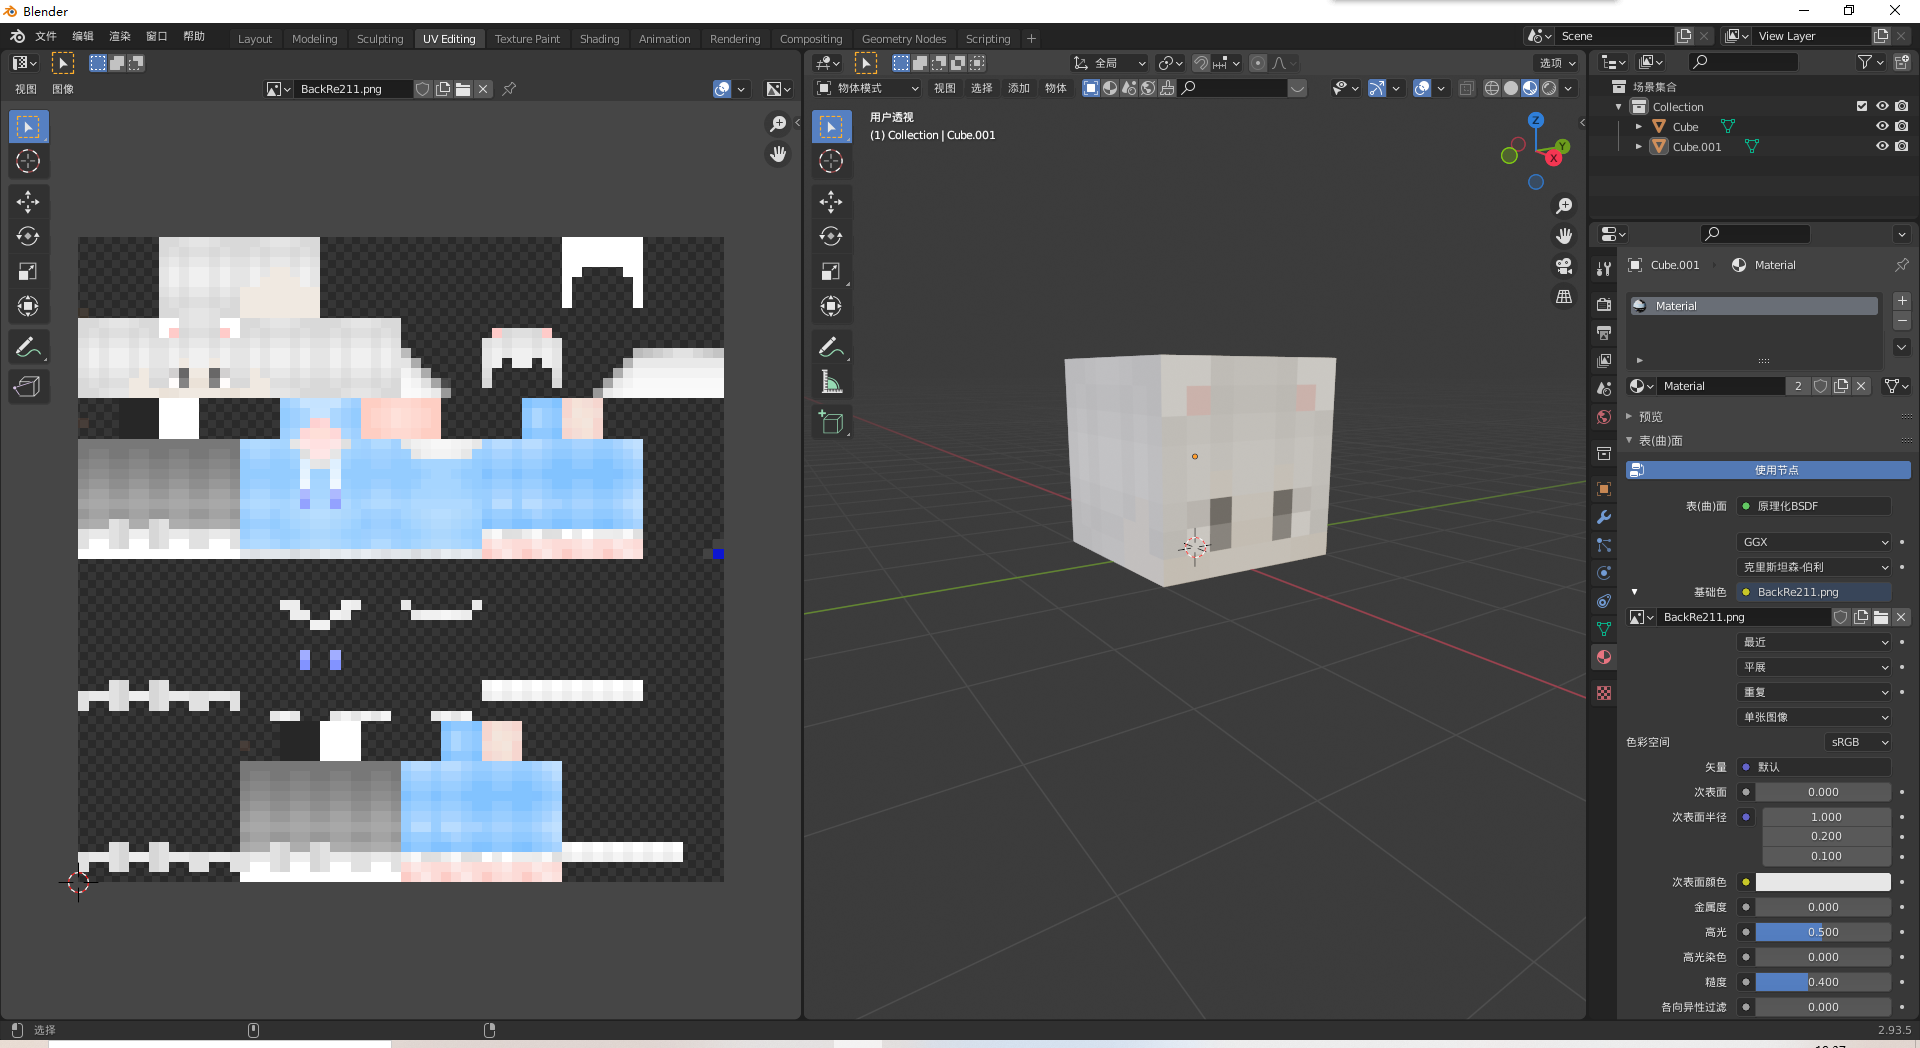 Blender
文件 编辑 渲染 窗口 帮助 Layout Modeling Sculpting UV Editing Texture Paint Shading Animation Rendering Compositing Geometry Nodes Scripting + Scene View Layer
视图 图像 BackRe211.png
全局 选项
物体模式 视图 选择 添加 物体
用户透视
(1) Collection | Cube.001
Z
Y
X
场景集合
Collection
Cube
Cube.001
Cube.001 Material
Material
Material 2
预览
表(曲)面
使用节点
表(曲)面 原理化BSDF
GGX
克里斯坦森-伯利
基础色 BackRe211.png
BackRe211.png
最近
平展
重复
单张图像
色彩空间 sRGB
矢量 默认
次表面 0.000
次表面半径 1.000
0.200
0.100
次表面颜色
金属度 0.000
高光 0.500
高光染色 0.000
糙度 0.400
各向异性过滤 0.000
选择
2.93.5